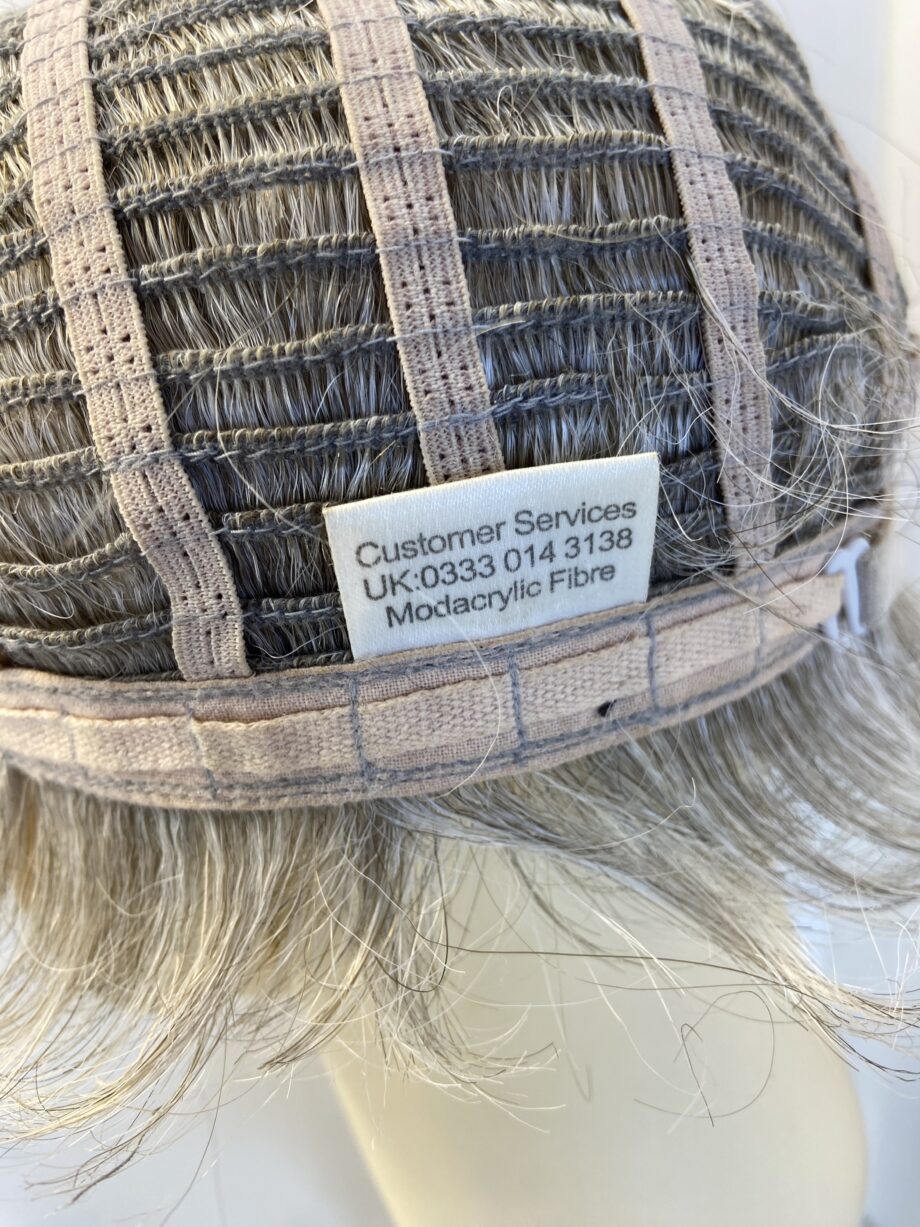 Customer Services
UK:0333 014 3138
Modacrylic Fibre